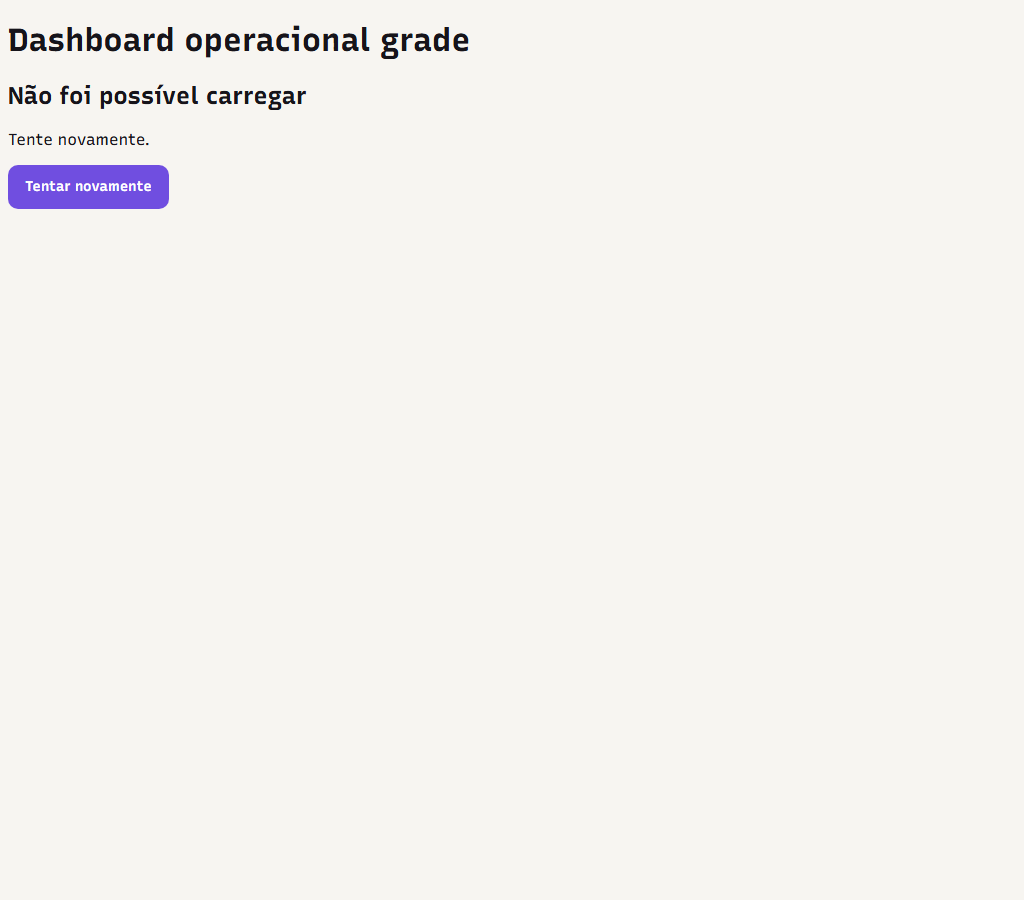 Dashboard operacional grade
Não foi possível carregar
Tente novamente.
Tentar novamente